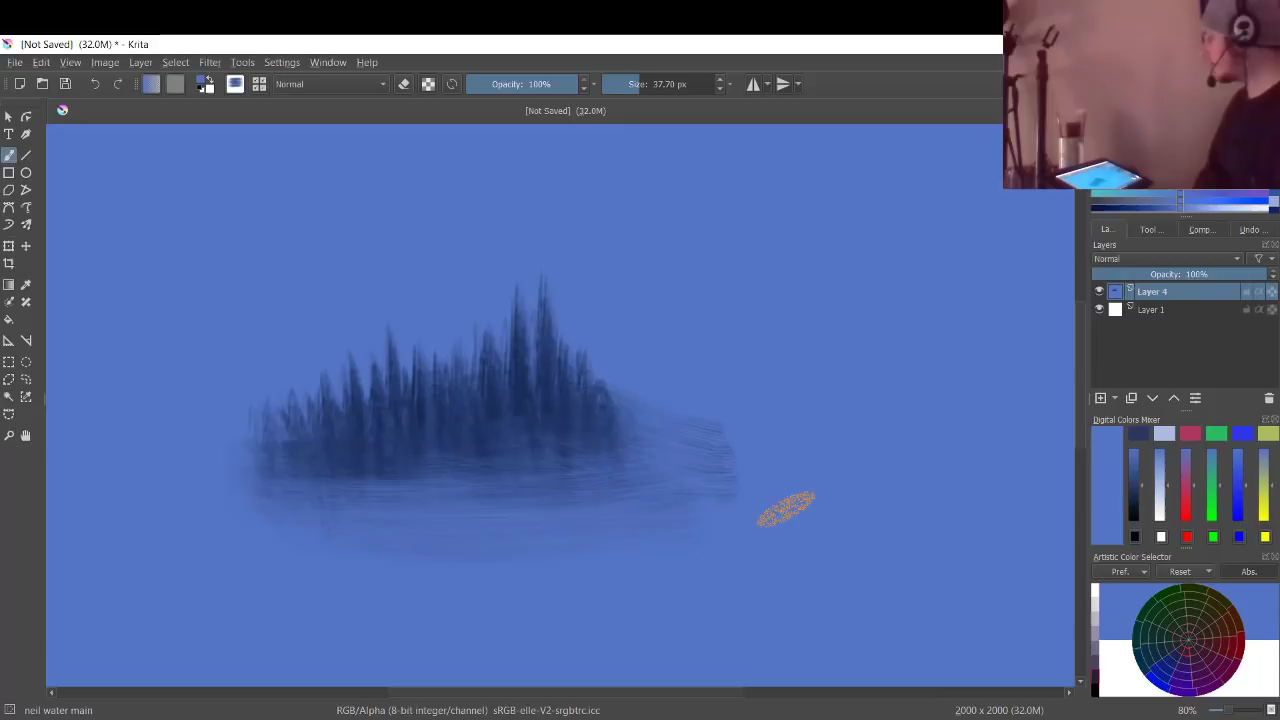 [Not Saved] (32.0M) * - Krita
File Edit View Image Layer Select Filter Tools Settings Window Help
Normal Opacity: 100% Size: 37.70 px
[Not Saved] (32.0M)
La... Tool ... Comp... Undo ...
Layers
Normal
Opacity: 100%
Layer 4
Layer 1
Digital Colors Mixer
Artistic Color Selector
Pref. Reset Abs.
neil water main RGB/Alpha (8-bit integer/channel) sRGB-elle-V2-srgbtrc.icc 2000 x 2000 (32.0M) 80%